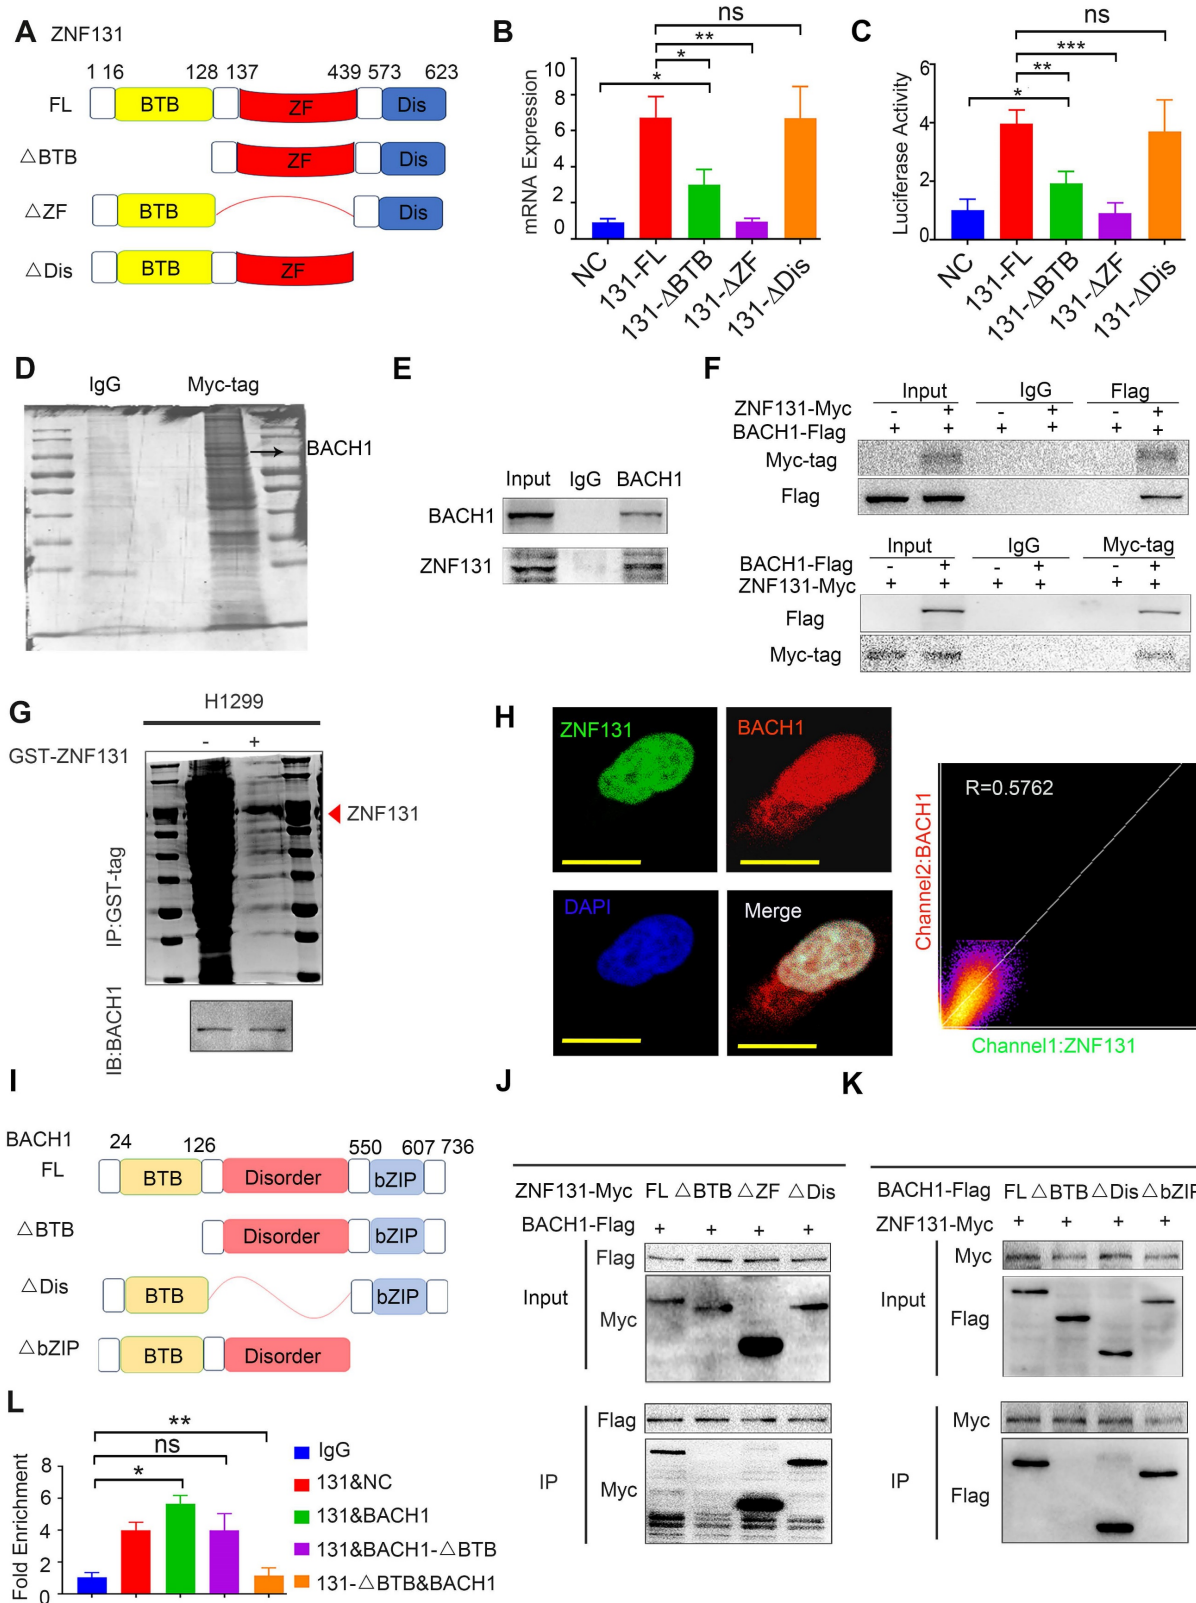 A ZNF131
1 16 128 137 439 573 623
FL BTB ZF Dis
△BTB ZF Dis
△ZF BTB Dis
△Dis BTB ZF
B
ns
**
*
*
mRNA Expression
10
8
6
4
2
0
NC 131-FL 131-ΔBTB 131-ΔZF 131-ΔDis
C
ns
***
**
*
Luciferase Activity
6
4
2
0
NC 131-FL 131-ΔBTB 131-ΔZF 131-ΔDis
D
IgG Myc-tag
BACH1
E
Input IgG BACH1
BACH1
ZNF131
F
Input IgG Flag
ZNF131-Myc - + - + - +
BACH1-Flag + + + + + +
Myc-tag
Flag
Input IgG Myc-tag
BACH1-Flag - + - + - +
ZNF131-Myc + + + + + +
Flag
Myc-tag
G
H1299
GST-ZNF131 - +
ZNF131
IP:GST-tag
IB:BACH1
H
ZNF131 BACH1
DAPI Merge
R=0.5762
Channel2:BACH1
Channel1:ZNF131
I
BACH1 24 126 550 607 736
FL BTB Disorder bZIP
△BTB Disorder bZIP
△Dis BTB bZIP
△bZIP BTB Disorder
J
ZNF131-Myc FL △BTB △ZF △Dis
BACH1-Flag + + + +
Input
Flag
Myc
IP
Flag
Myc
K
BACH1-Flag FL △BTB △Dis △bZIP
ZNF131-Myc + + + +
Input
Myc
Flag
IP
Myc
Flag
L
**
ns
*
Fold Enrichment
8
6
4
2
0
IgG
131&NC
131&BACH1
131&BACH1-△BTB
131-△BTB&BACH1